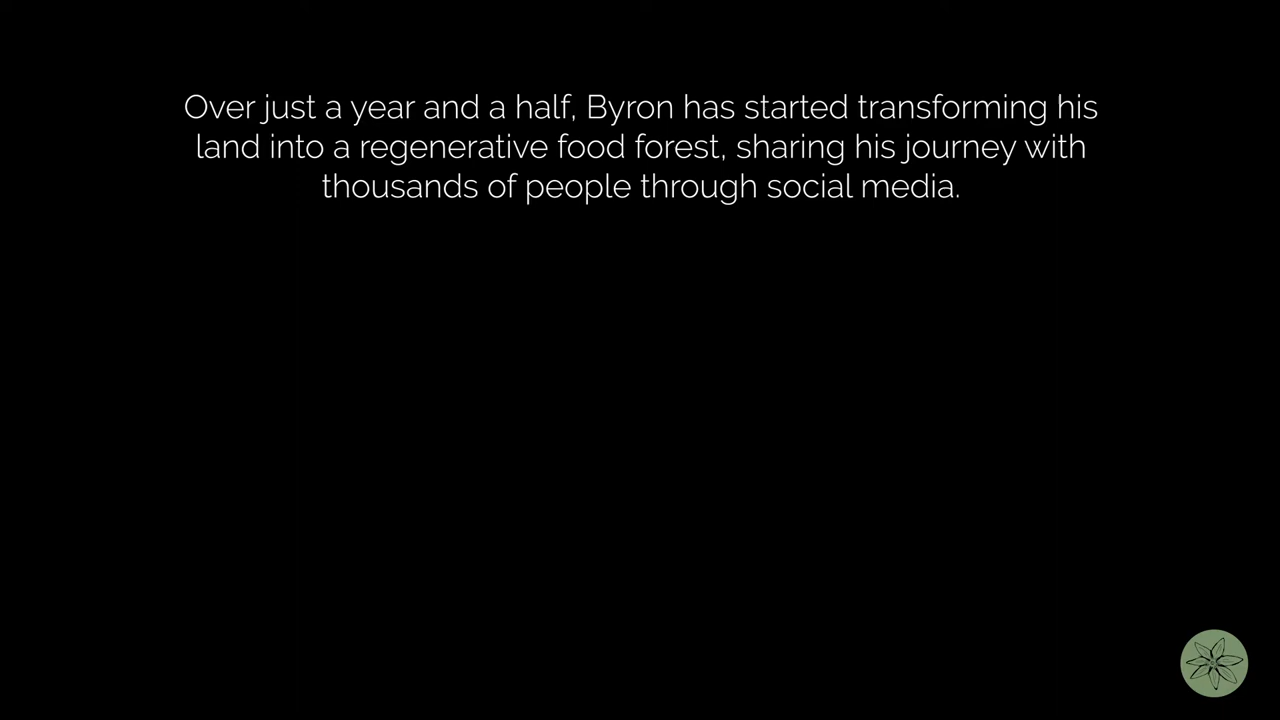 Over just a year and a half, Byron has started transforming his
land into a regenerative food forest, sharing his journey with
thousands of people through social media.